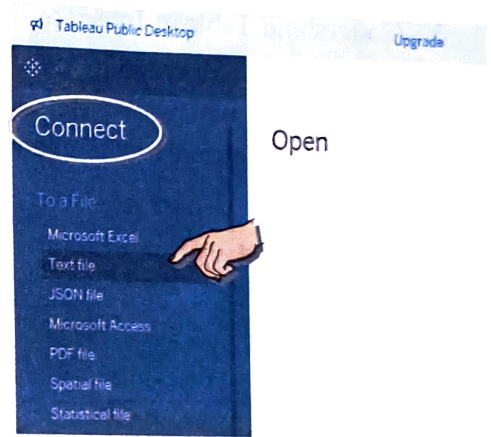 Tableau Public Desktop
Upgrade
Connect
Open
To a File
Microsoft Excel
Text file
JSON file
Microsoft Access
PDF file
Spatial file
Statistical file